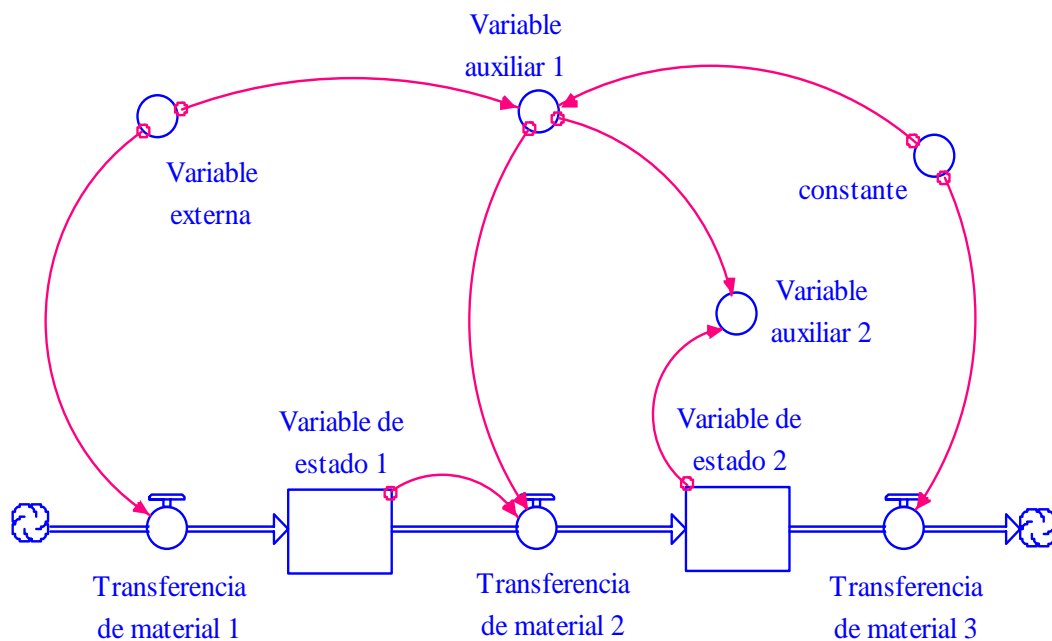 Variable
auxiliar 1
Variable
externa
constante
Variable
auxiliar 2
Variable de
estado 1
Variable de
estado 2
Transferencia
de material 1
Transferencia
de material 2
Transferencia
de material 3